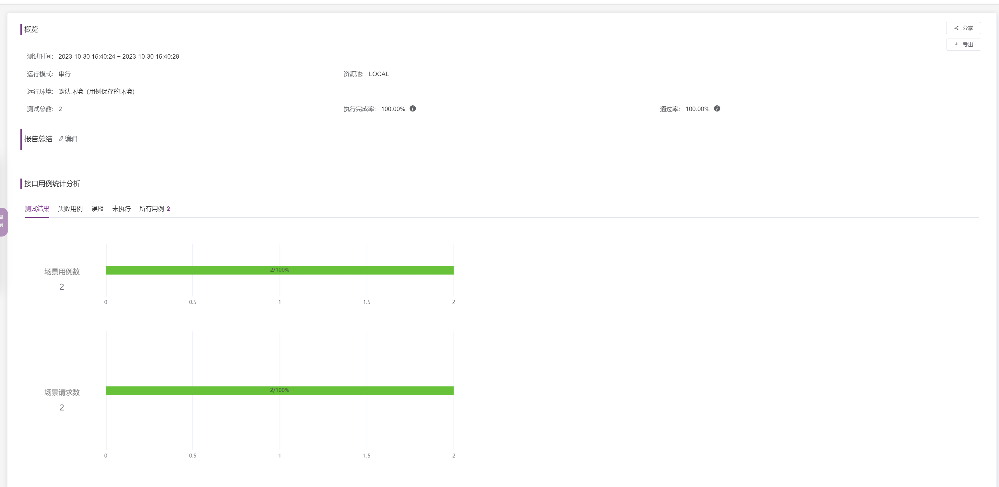 概览
分享
导出
测试时间: 2023-10-30 15:40:24 ~ 2023-10-30 15:40:29
运行模式: 串行 资源池: LOCAL
运行环境: 默认环境（用例保存的环境）
测试总数: 2 执行完成率: 100.00% 通过率: 100.00%
报告总结 编辑
接口用例统计分析
测试结果 失败用例 误报 未执行 所有用例 2
目
录
2/100%
场景用例数
2
0 0.5 1 1.5 2
2/100%
场景请求数
2
0 0.5 1 1.5 2